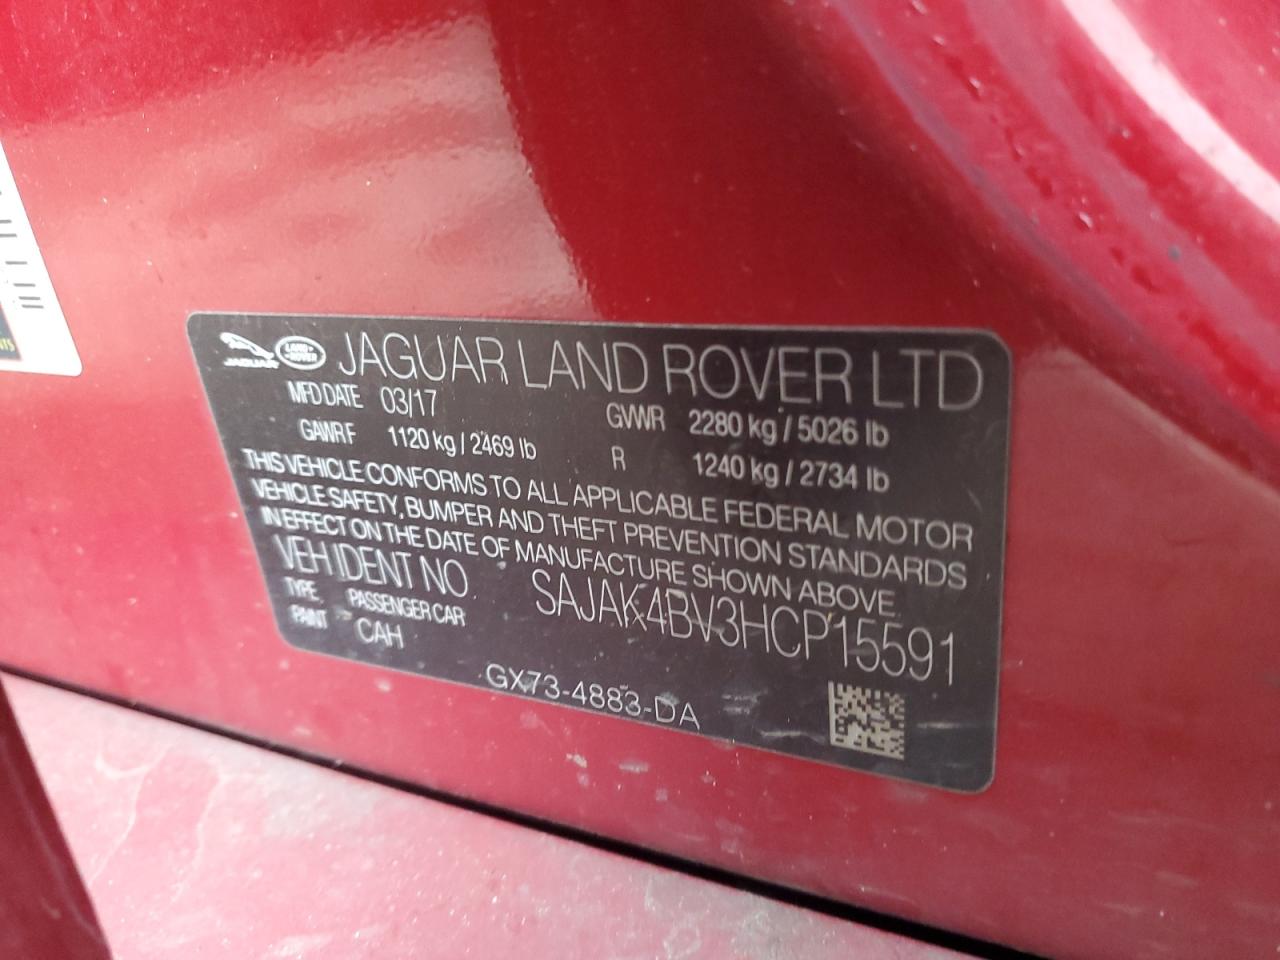 JAGUAR LAND-ROVER JAGUAR LAND ROVER LTD
MFD DATE 03/17 GVWR 2280 kg / 5026 lb
GAWR F 1120 kg / 2469 lb R 1240 kg / 2734 lb
THIS VEHICLE CONFORMS TO ALL APPLICABLE FEDERAL MOTOR
VEHICLE SAFETY, BUMPER AND THEFT PREVENTION STANDARDS
IN EFFECT ON THE DATE OF MANUFACTURE SHOWN ABOVE.
VEH IDENT NO SAJAK4BV3HCP15591
TYPE PASSENGER CAR
PAINT CAH
GX73-4883-DA